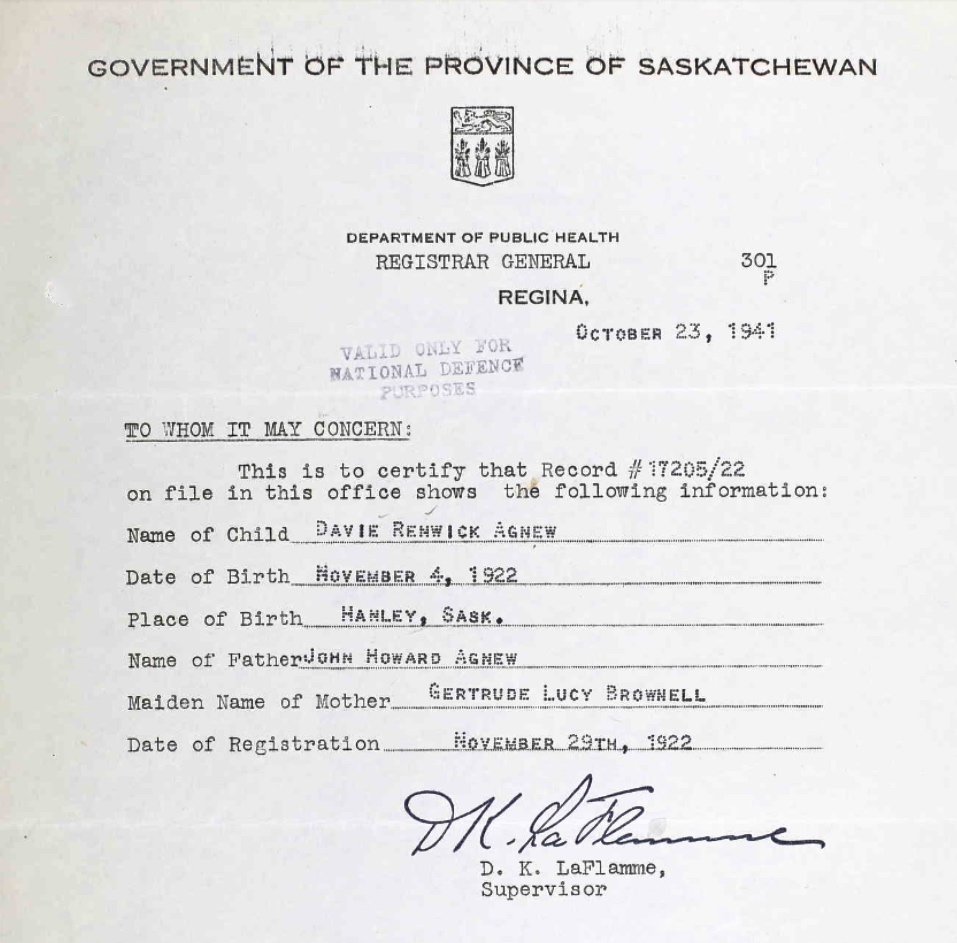 GOVERNMENT OF THE PROVINCE OF SASKATCHEWAN
DEPARTMENT OF PUBLIC HEALTH
REGISTRAR GENERAL 301
P
REGINA,
OCTOBER 23, 1941
VALID ONLY FOR
NATIONAL DEFENCE
PURPOSES
TO WHOM IT MAY CONCERN:
This is to certify that Record #17205/22
on file in this office shows the following information:
Name of Child DAVIE RENWICK AGNEW
Date of Birth NOVEMBER 4, 1922
Place of Birth HANLEY, SASK.
Name of Father JOHN HOWARD AGNEW
Maiden Name of Mother GERTRUDE LUCY BROWNELL
Date of Registration NOVEMBER 29TH, 1922
D K. LaFlamme
D. K. LaFlamme,
Supervisor